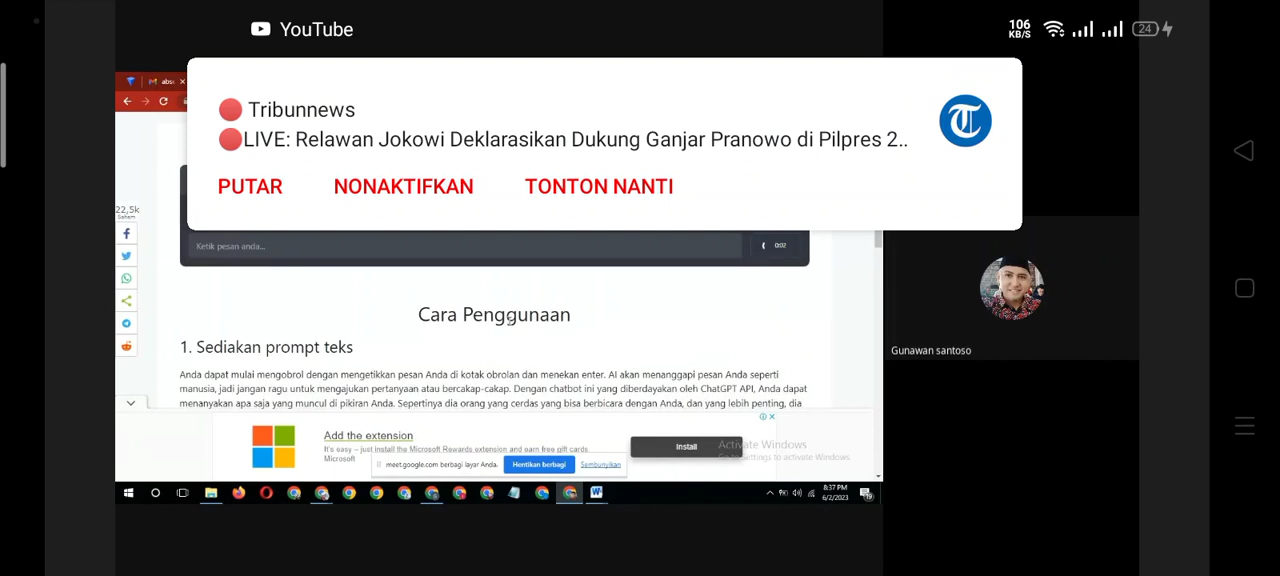 YouTube
106
KB/S
24
Tribunnews
LIVE: Relawan Jokowi Deklarasikan Dukung Ganjar Pranowo di Pilpres 2..
PUTAR NONAKTIFKAN TONTON NANTI
22,5k
Ketik pesan anda...
0:02
Cara Penggunaan
1. Sediakan prompt teks
Anda dapat mulai mengobrol dengan mengetikkan pesan Anda di kotak obrolan dan menekan enter. AI akan menanggapi pesan Anda seperti
manusia, jadi jangan ragu untuk mengajukan pertanyaan atau bercakap-cakap. Dengan chatbot ini yang diberdayakan oleh ChatGPT API, Anda dapat
menanyakan apa saja yang muncul di pikiran Anda. Sepertinya dia orang yang cerdas yang bisa berbicara dengan Anda, dan yang lebih penting, dia
Add the extension
It's easy – just install the Microsoft Rewards extension and earn free gift cards.
Microsoft
Install
Activate Windows
Go to Settings to activate Windows.
meet.google.com berbagi layar Anda.
Hentikan berbagi
Sembunyikan
8:37 PM
6/2/2023
Gunawan santoso